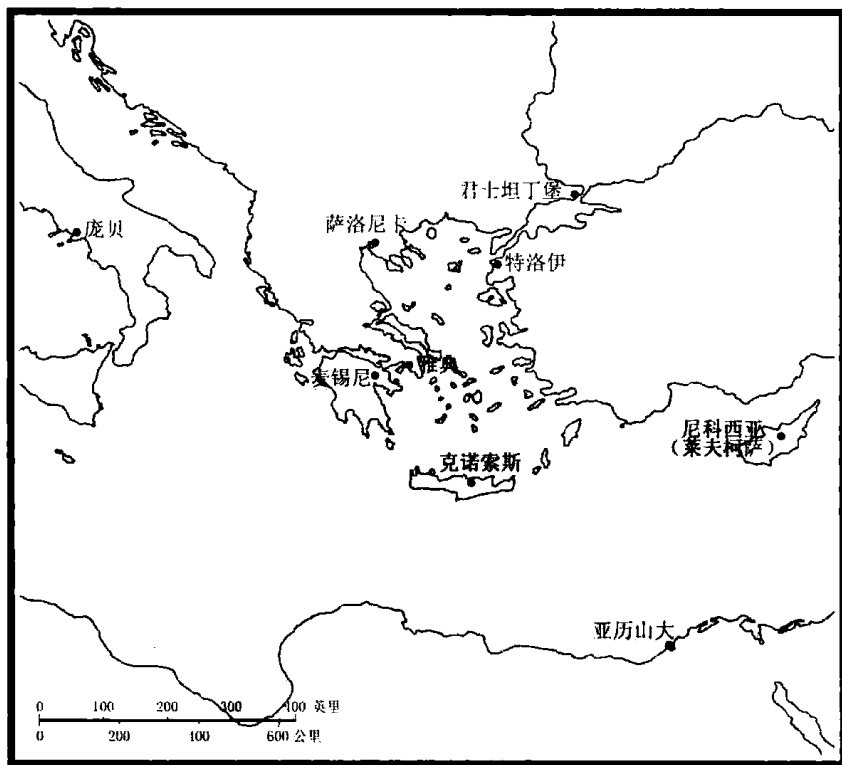 君士坦丁堡
萨洛尼卡
庞贝
特洛伊
雅典
麦锡尼
尼科西亚
（莱夫柯萨）
克诺索斯
亚历山大
0 100 200 300 400 英里
0 200 400 600 公里